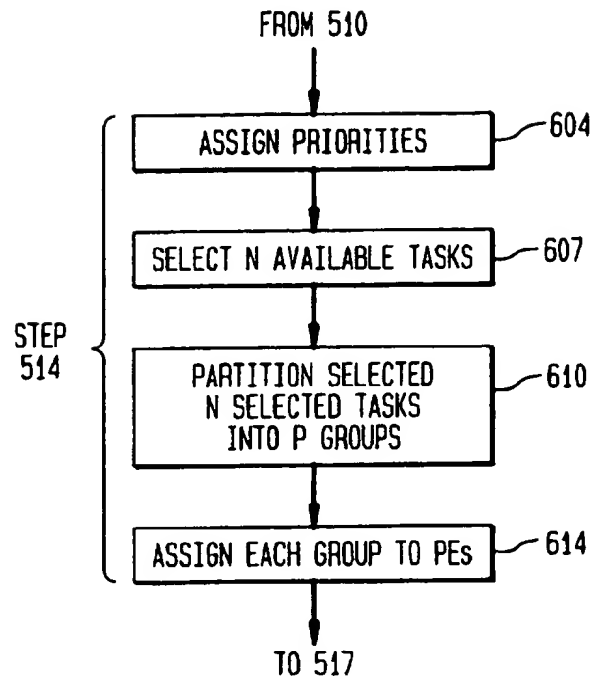 FROM 510
ASSIGN PRIORITIES
604
SELECT N AVAILABLE TASKS
607
STEP
514
PARTITION SELECTED
N SELECTED TASKS
INTO P GROUPS
610
ASSIGN EACH GROUP TO PEs
614
TO 517